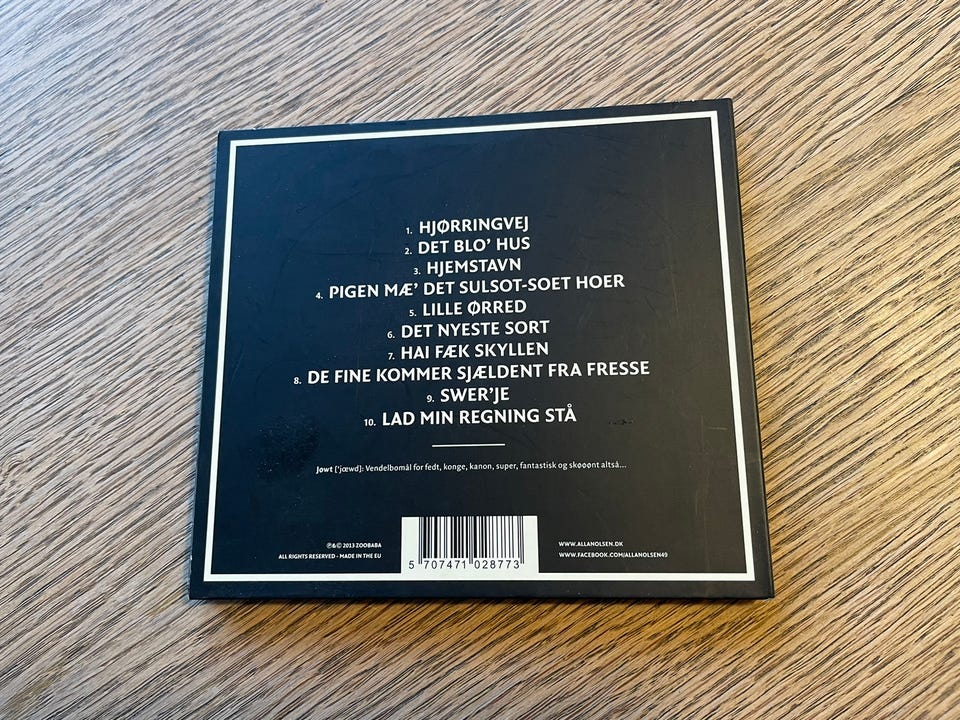 1. HJØRRINGVEJ
2. DET BLO' HUS
3. HJEMSTAVN
4. PIGEN MÆ' DET SULSOT-SOET HOER
5. LILLE ØRRED
6. DET NYESTE SORT
7. HAI FÆK SKYLLEN
8. DE FINE KOMMER SJÆLDENT FRA FRESSE
9. SWER'JE
10. LAD MIN REGNING STÅ
Jøwt ['jœwd]: Vendelbomål for fedt, konge, kanon, super, fantastisk og skøøønt altså...
℗&© 2013 ZOOBABA
ALL RIGHTS RESERVED - MADE IN THE EU
5 707471 028773
WWW.ALLANOLSEN.DK
WWW.FACEBOOK.COM/ALLANOLSEN49